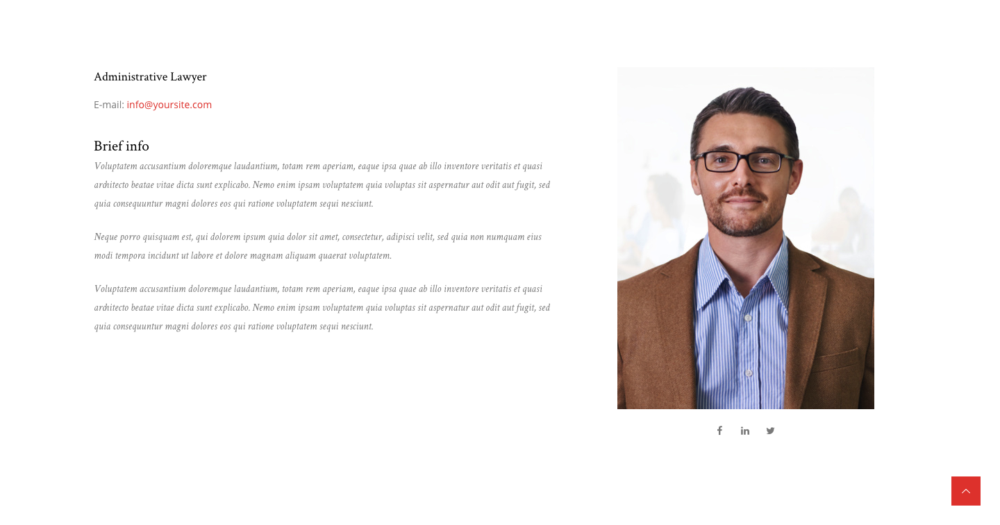 Administrative Lawyer
E-mail: info@yoursite.com
Brief info
Voluptatem accusantium doloremque laudantium, totam rem aperiam, eaque ipsa quae ab illo inventore veritatis et quasi
architecto beatae vitae dicta sunt explicabo. Nemo enim ipsam voluptatem quia voluptas sit aspernatur aut odit aut fugit, sed
quia consequuntur magni dolores eos qui ratione voluptatem sequi nesciunt.
Neque porro quisquam est, qui dolorem ipsum quia dolor sit amet, consectetur, adipisci velit, sed quia non numquam eius
modi tempora incidunt ut labore et dolore magnam aliquam quaerat voluptatem.
Voluptatem accusantium doloremque laudantium, totam rem aperiam, eaque ipsa quae ab illo inventore veritatis et quasi
architecto beatae vitae dicta sunt explicabo. Nemo enim ipsam voluptatem quia voluptas sit aspernatur aut odit aut fugit, sed
quia consequuntur magni dolores eos qui ratione voluptatem sequi nesciunt.